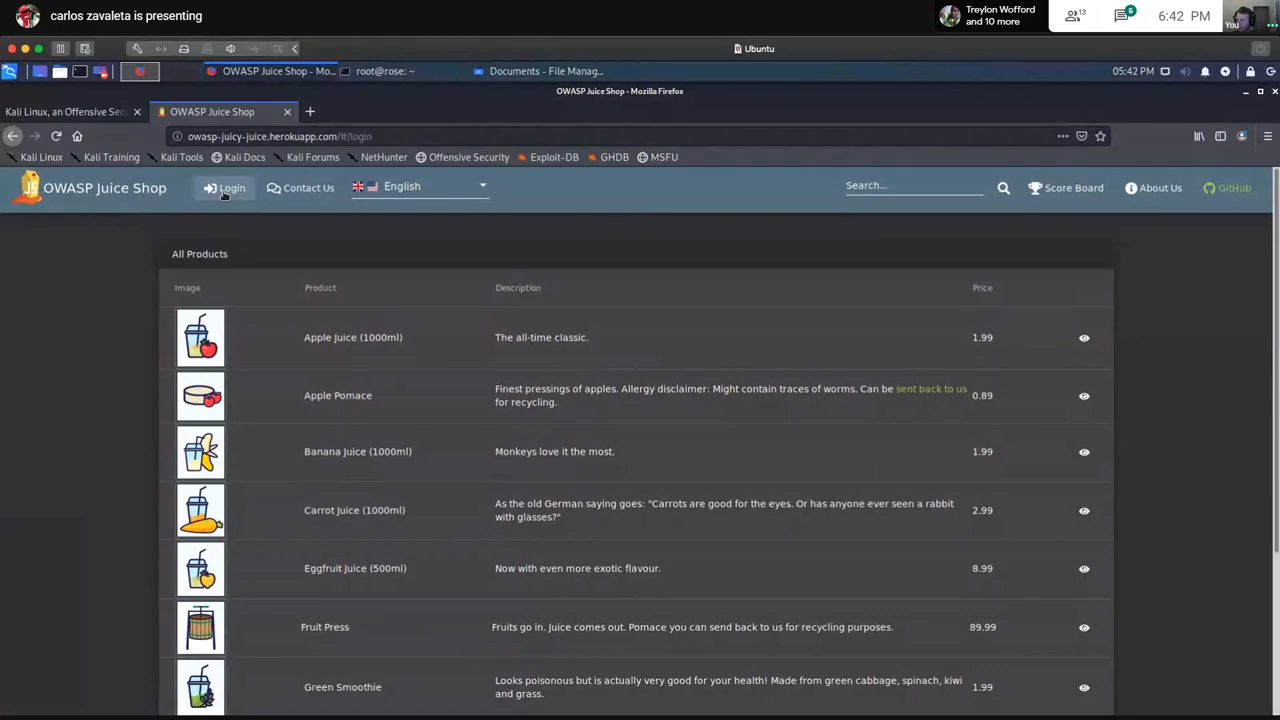 carlos zavaleta is presenting
Treylon Wofford
and 10 more
13
5
6:42 PM
You
Ubuntu
OWASP Juice Shop - Mo...
root@rose: ~
Documents - File Manag...
05:42 PM
OWASP Juice Shop - Mozilla Firefox
Kali Linux, an Offensive Sec
OWASP Juice Shop
owasp-juicy-juice.herokuapp.com/#/login
Kali Linux
Kali Training
Kali Tools
Kali Docs
Kali Forums
NetHunter
Offensive Security
Exploit-DB
GHDB
MSFU
JS
OWASP Juice Shop
Login
Contact Us
English
Search...
Score Board
About Us
GitHub
All Products
Image Product Description Price
Apple Juice (1000ml) The all-time classic. 1.99
Apple Pomace
Finest pressings of apples. Allergy disclaimer: Might contain traces of worms. Can be sent back to us
for recycling.
0.89
Banana Juice (1000ml) Monkeys love it the most. 1.99
Carrot Juice (1000ml)
As the old German saying goes: "Carrots are good for the eyes. Or has anyone ever seen a rabbit
with glasses?"
2.99
Eggfruit Juice (500ml) Now with even more exotic flavour. 8.99
Fruit Press Fruits go in. Juice comes out. Pomace you can send back to us for recycling purposes. 89.99
Green Smoothie
Looks poisonous but is actually very good for your health! Made from green cabbage, spinach, kiwi
and grass.
1.99